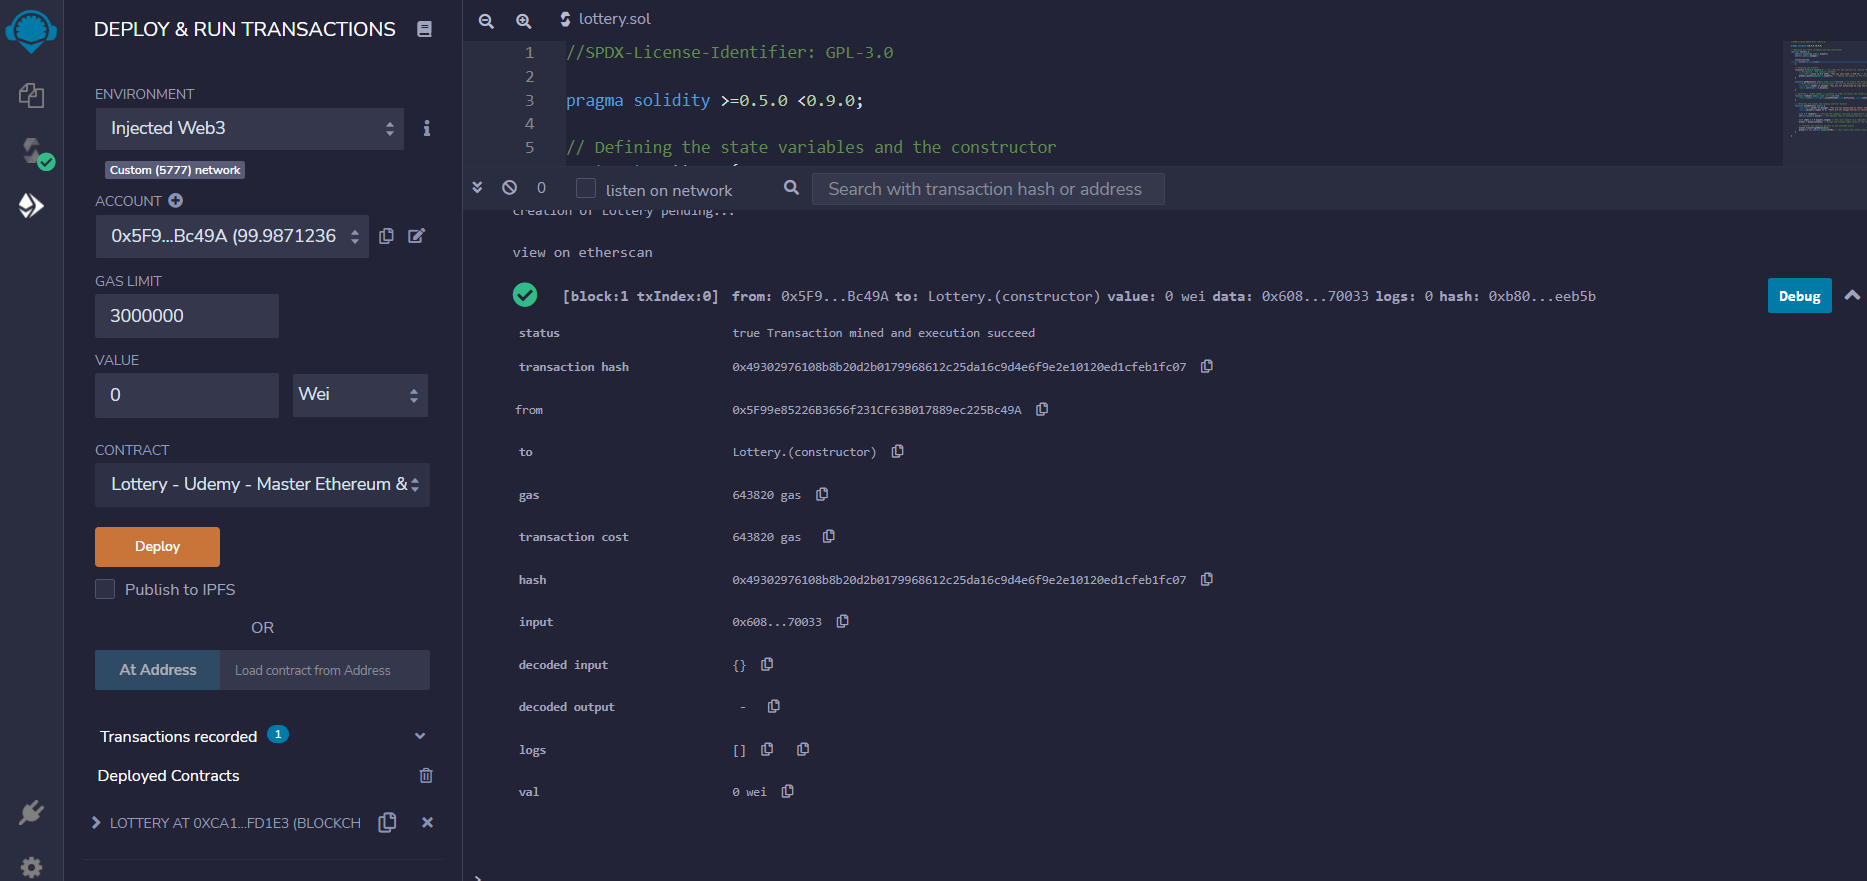 DEPLOY & RUN TRANSACTIONS
ENVIRONMENT
Injected Web3
Custom (5777) network
ACCOUNT
0x5F9...Bc49A (99.9871236
GAS LIMIT
3000000
VALUE
0 Wei
CONTRACT
Lottery - Udemy - Master Ethereum &
Deploy
Publish to IPFS
OR
At Address Load contract from Address
Transactions recorded 1
Deployed Contracts
LOTTERY AT 0XCA1...FD1E3 (BLOCKCH
lottery.sol
1 //SPDX-License-Identifier: GPL-3.0
2
3 pragma solidity >=0.5.0 <0.9.0;
4
5 // Defining the state variables and the constructor
0 listen on network Search with transaction hash or address
creation of Lottery pending...
view on etherscan
[block:1 txIndex:0] from: 0x5F9...Bc49A to: Lottery.(constructor) value: 0 wei data: 0x608...70033 logs: 0 hash: 0xb80...eeb5b Debug
status true Transaction mined and execution succeed
transaction hash 0x49302976108b8b20d2b0179968612c25da16c9d4e6f9e2e10120ed1cfeb1fc07
from 0x5F99e85226B3656f231CF63B017889ec225Bc49A
to Lottery.(constructor)
gas 643820 gas
transaction cost 643820 gas
hash 0x49302976108b8b20d2b0179968612c25da16c9d4e6f9e2e10120ed1cfeb1fc07
input 0x608...70033
decoded input {}
decoded output -
logs []
val 0 wei
>